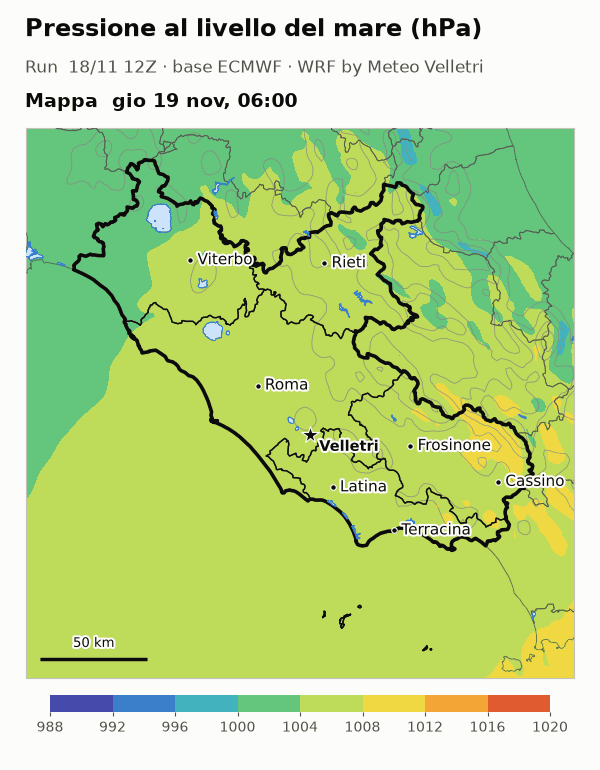 Pressione al livello del mare (hPa)
Run  18/11 12Z · base ECMWF · WRF by Meteo Velletri
Mappa  gio 19 nov, 06:00
Viterbo
Rieti
Roma
Velletri
Frosinone
Cassino
Latina
Terracina
50 km
988 992 996 1000 1004 1008 1012 1016 1020